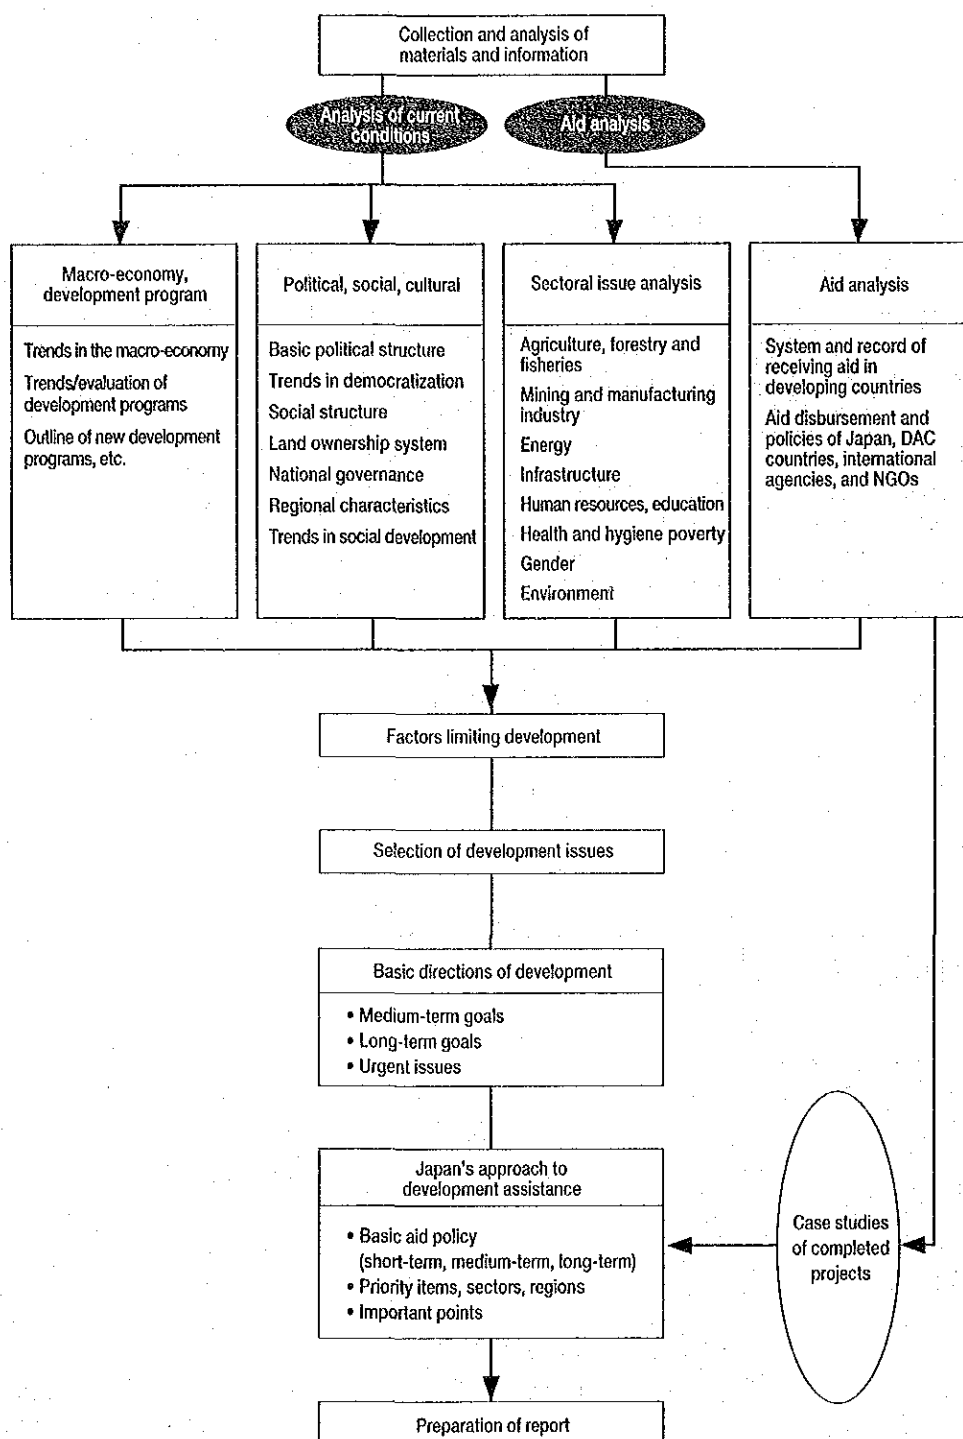 Collection and analysis of
materials and information
Analysis of current
conditions
Aid analysis
Macro-economy,
development program
Trends in the macro-economy
Trends/evaluation of
development programs
Outline of new development
programs, etc.
Political, social, cultural
Basic political structure
Trends in democratization
Social structure
Land ownership system
National governance
Regional characteristics
Trends in social development
Sectoral issue analysis
Agriculture, forestry and
fisheries
Mining and manufacturing
industry
Energy
Infrastructure
Human resources, education
Health and hygiene poverty
Gender
Environment
Aid analysis
System and record of
receiving aid in
developing countries
Aid disbursement and
policies of Japan, DAC
countries, international
agencies, and NGOs
Factors limiting development
Selection of development issues
Basic directions of development
• Medium-term goals
• Long-term goals
• Urgent issues
Japan's approach to
development assistance
• Basic aid policy
(short-term, medium-term, long-term)
• Priority items, sectors, regions
• Important points
Case studies
of completed
projects
Preparation of report